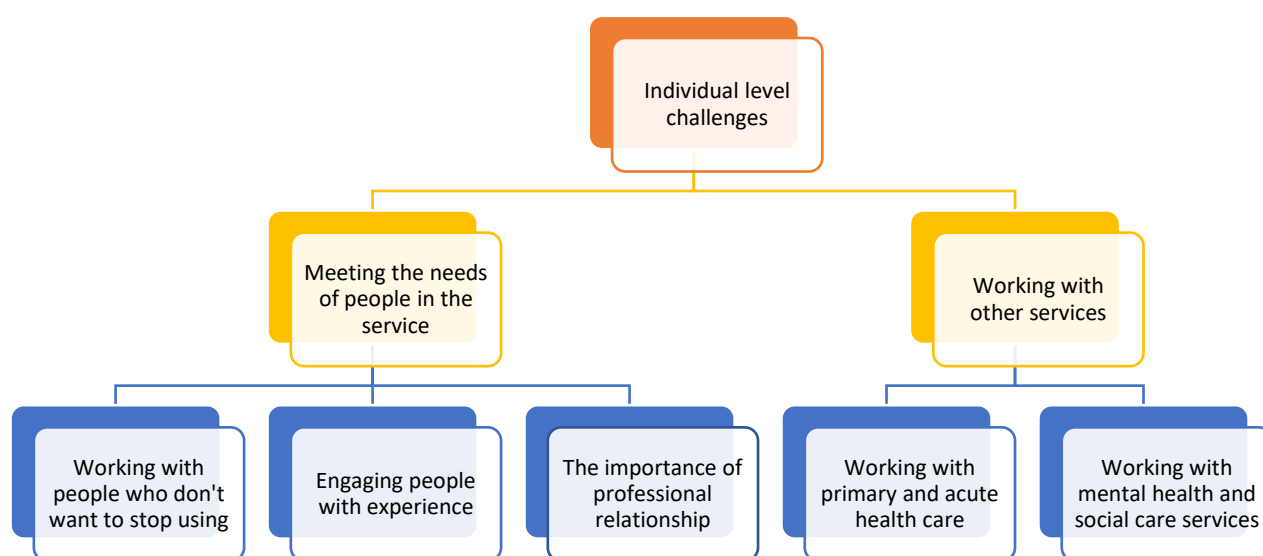 Individual level
challenges
Meeting the needs
of people in the
service
Working with
other services
Working with
people who don't
want to stop using
Engaging people
with experience
The importance of
professional
relationship
Working with
primary and acute
health care
Working with
mental health and
social care services